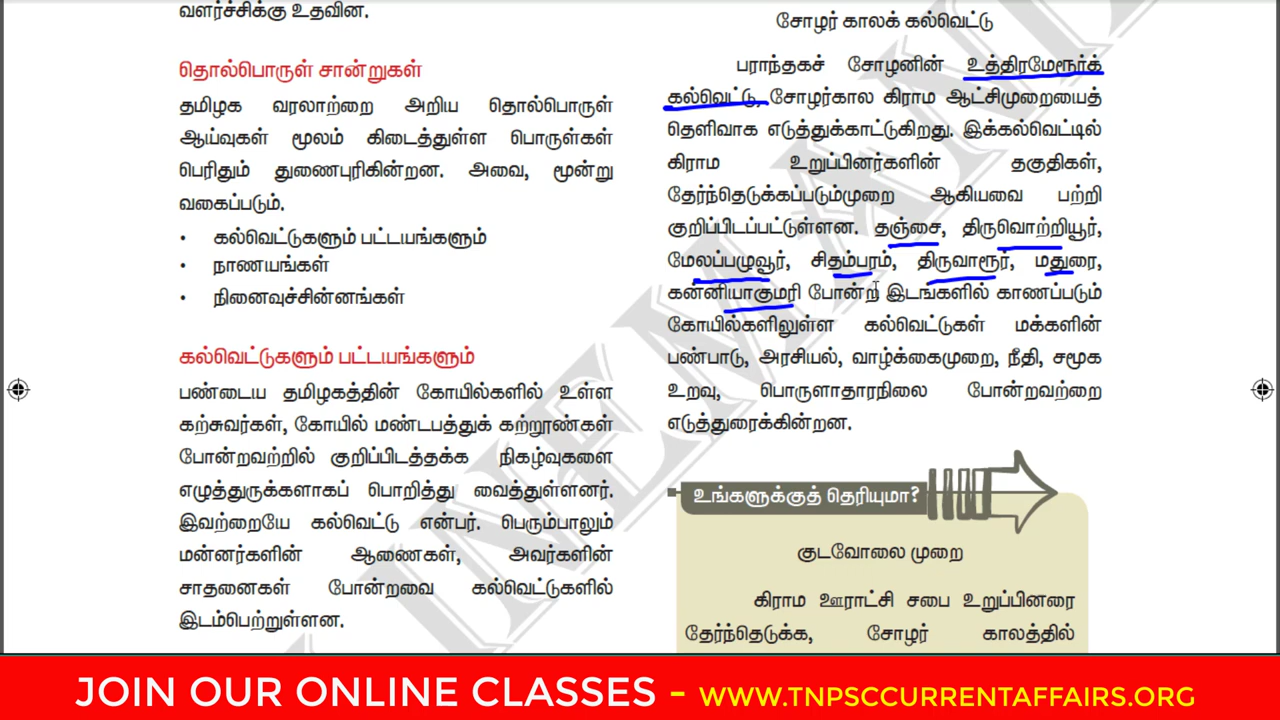 வளர்ச்சிக்கு உதவின.
தொல்பொருள் சான்றுகள்
தமிழக வரலாற்றை அறிய தொல்பொருள்
ஆய்வுகள் மூலம் கிடைத்துள்ள பொருள்கள்
பெரிதும் துணைபுரிகின்றன. அவை, மூன்று
வகைப்படும்.
• கல்வெட்டுகளும் பட்டயங்களும்
• நாணயங்கள்
• நினைவுச்சின்னங்கள்
கல்வெட்டுகளும் பட்டயங்களும்
பண்டைய தமிழகத்தின் கோயில்களில் உள்ள
கற்சுவர்கள், கோயில் மண்டபத்துக் கற்றூண்கள்
போன்றவற்றில் குறிப்பிடத்தக்க நிகழ்வுகளை
எழுத்துருக்களாகப் பொறித்து வைத்துள்ளனர்.
இவற்றையே கல்வெட்டு என்பர். பெரும்பாலும்
மன்னர்களின் ஆணைகள், அவர்களின்
சாதனைகள் போன்றவை கல்வெட்டுகளில்
இடம்பெற்றுள்ளன.
சோழர் காலக் கல்வெட்டு
பராந்தகச் சோழனின் உத்திரமேரூர்க்
கல்வெட்டு, சோழர்கால கிராம ஆட்சிமுறையைத்
தெளிவாக எடுத்துக்காட்டுகிறது. இக்கல்வெட்டில்
கிராம உறுப்பினர்களின் தகுதிகள்,
தேர்ந்தெடுக்கப்படும்முறை ஆகியவை பற்றி
குறிப்பிடப்பட்டுள்ளன. தஞ்சை, திருவொற்றியூர்,
மேலப்பழுவூர், சிதம்பரம், திருவாரூர், மதுரை,
கன்னியாகுமரி போன்ற இடங்களில் காணப்படும்
கோயில்களிலுள்ள கல்வெட்டுகள் மக்களின்
பண்பாடு, அரசியல், வாழ்க்கைமுறை, நீதி, சமூக
உறவு, பொருளாதாரநிலை போன்றவற்றை
எடுத்துரைக்கின்றன.
உங்களுக்குத் தெரியுமா?
குடவோலை முறை
கிராம ஊராட்சி சபை உறுப்பினரை
தேர்ந்தெடுக்க, சோழர் காலத்தில்
JOIN OUR ONLINE CLASSES - WWW.TNPSCCURRENTAFFAIRS.ORG